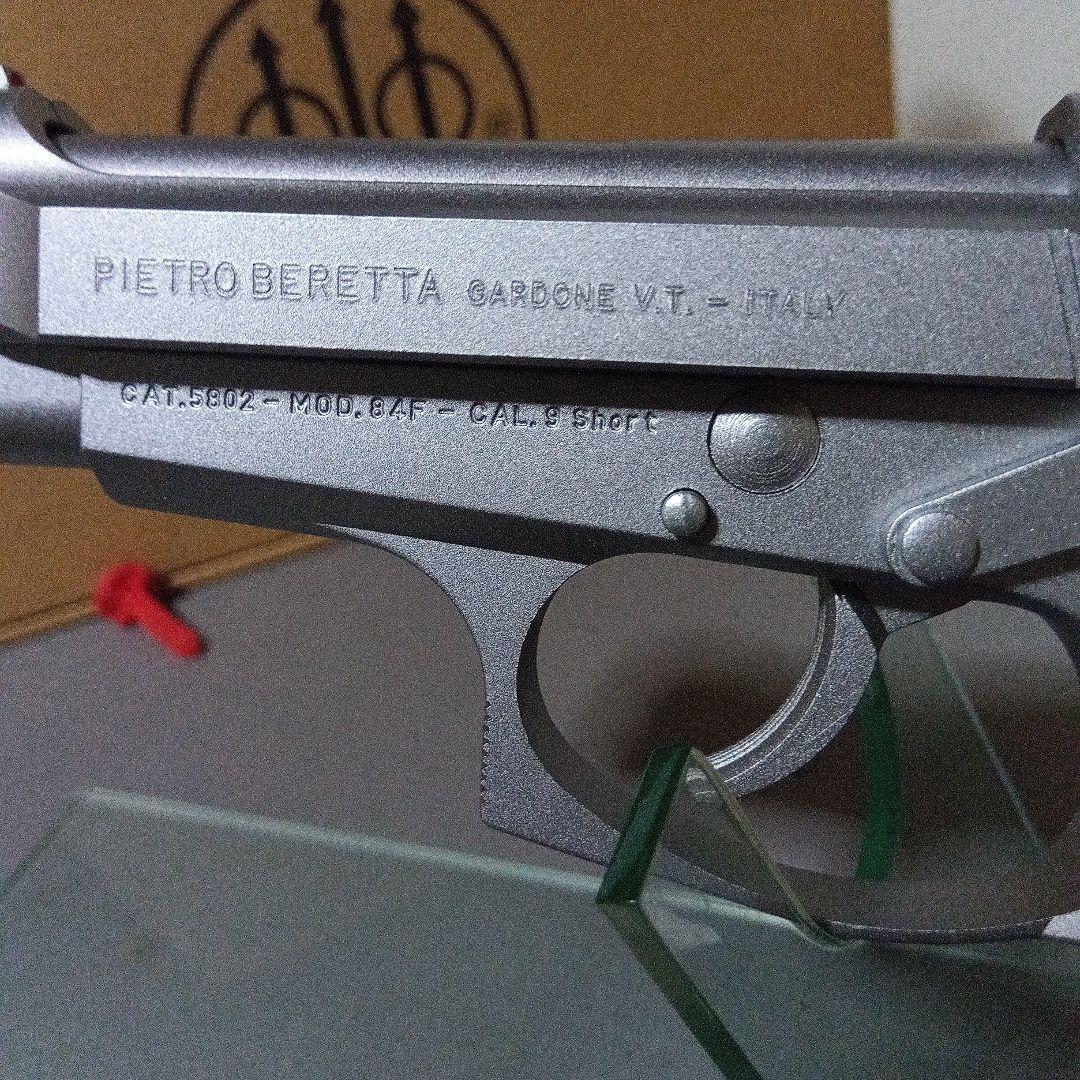 PIETRO BERETTA GARDONE V.T. - ITALY
CAT.5802 - MOD.84F - CAL.9 Short